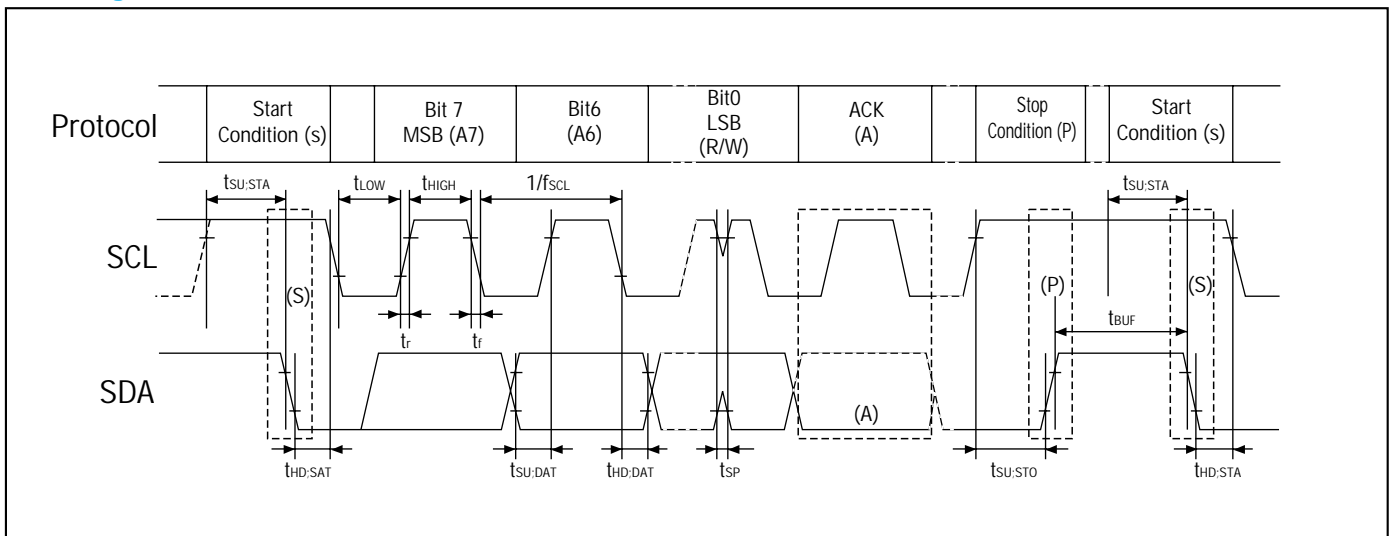 Protocol
Start
Condition (s)
Bit 7
MSB (A7)
Bit6
(A6)
Bit0
LSB
(R/W)
ACK
(A)
Stop
Condition (P)
Start
Condition (s)
tSU;STA
tLOW
tHIGH
1/fSCL
tSU;STA
SCL
(S)
(P)
(S)
tBUF
tr
tf
SDA
(A)
tHD;SAT
tSU;DAT
tHD;DAT
tSP
tSU;STO
tHD;STA